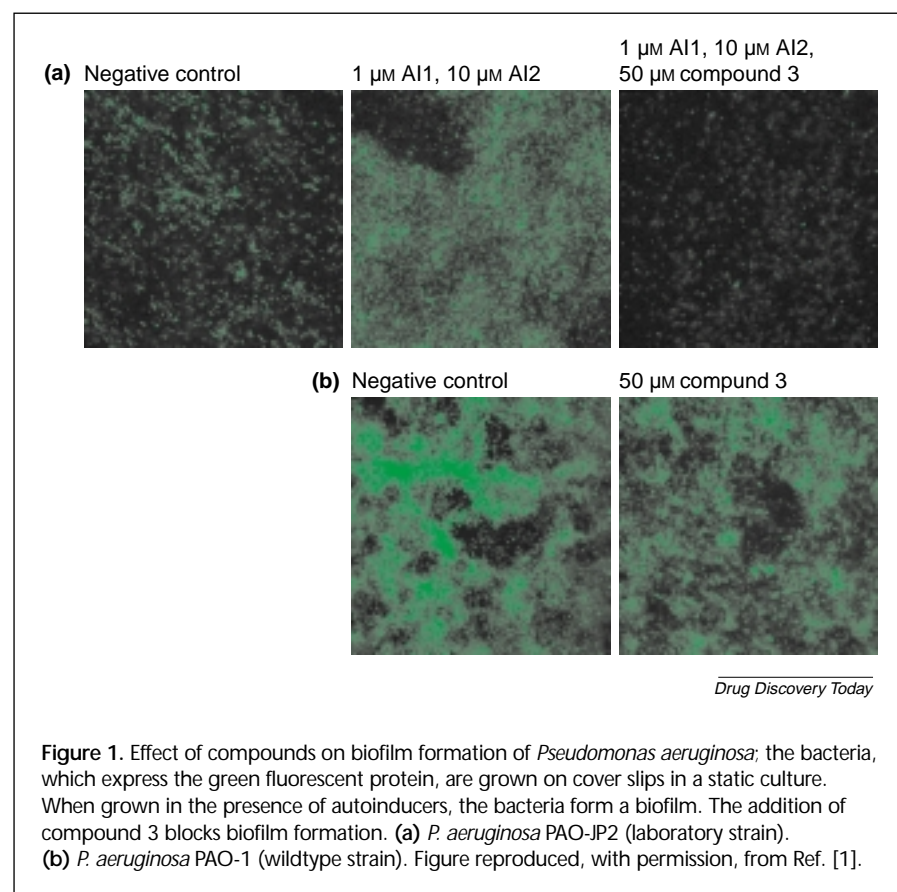 1 µM AI1, 10 µM AI2,
(a) Negative control 1 µM AI1, 10 µM AI2 50 µM compound 3
(b) Negative control 50 µM compund 3
Drug Discovery Today
Figure 1. Effect of compounds on biofilm formation of Pseudomonas aeruginosa; the bacteria,
which express the green fluorescent protein, are grown on cover slips in a static culture.
When grown in the presence of autoinducers, the bacteria form a biofilm. The addition of
compound 3 blocks biofilm formation. (a) P. aeruginosa PAO-JP2 (laboratory strain).
(b) P. aeruginosa PAO-1 (wildtype strain). Figure reproduced, with permission, from Ref. [1].